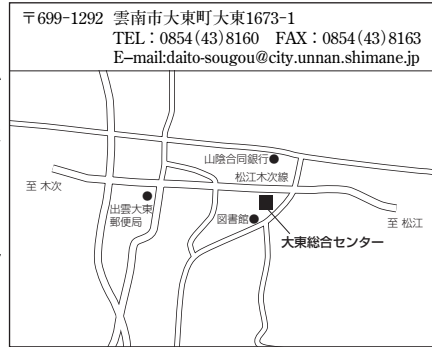 〒699-1292 雲南市大東町大東1673-1
TEL：0854(43)8160　FAX：0854(43)8163
E–mail:daito-sougou@city.unnan.shimane.jp
山陰合同銀行
松江木次線
至 木次
出雲大東
郵便局
図書館
至 松江
大東総合センター